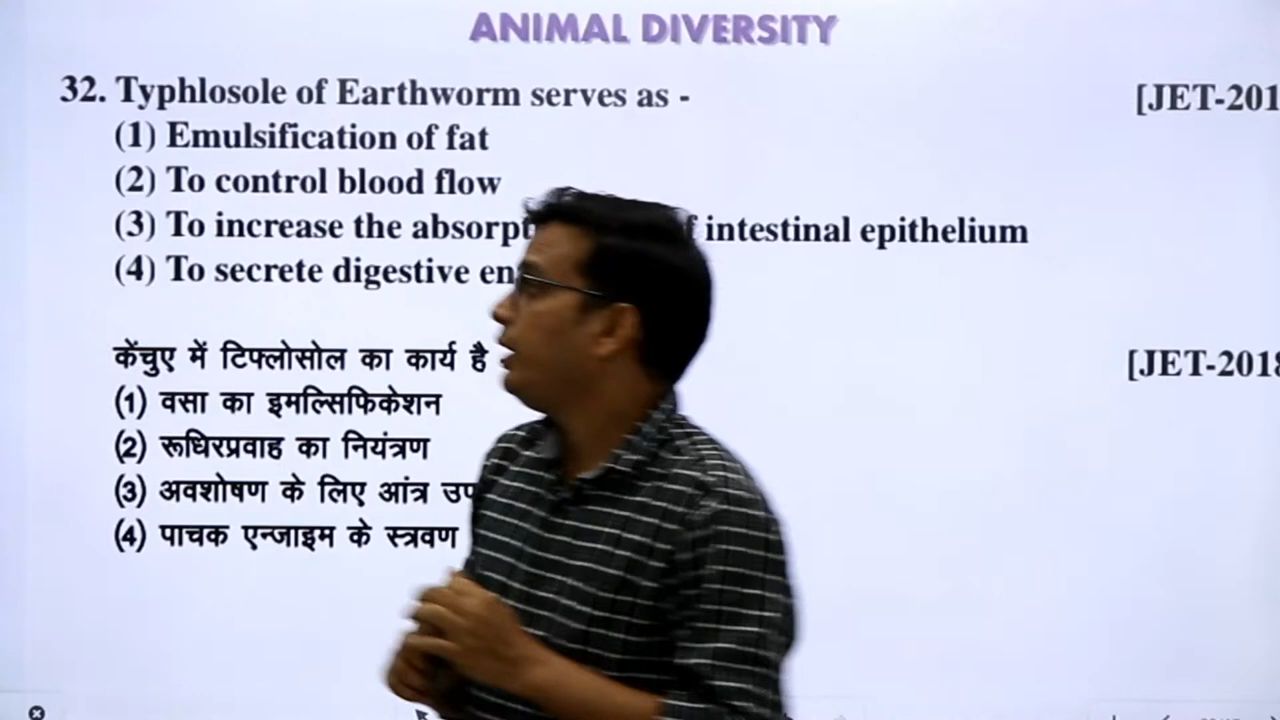 ANIMAL DIVERSITY
32. Typhlosole of Earthworm serves as - [JET-201
(1) Emulsification of fat
(2) To control blood flow
(3) To increase the absorpt f intestinal epithelium
(4) To secrete digestive en
केंचुए में टिफ्लोसोल का कार्य है [JET-2018
(1) वसा का इमल्सिफिकेशन
(2) रूधिरप्रवाह का नियंत्रण
(3) अवशोषण के लिए आंत्र उप
(4) पाचक एन्जाइम के स्त्रवण